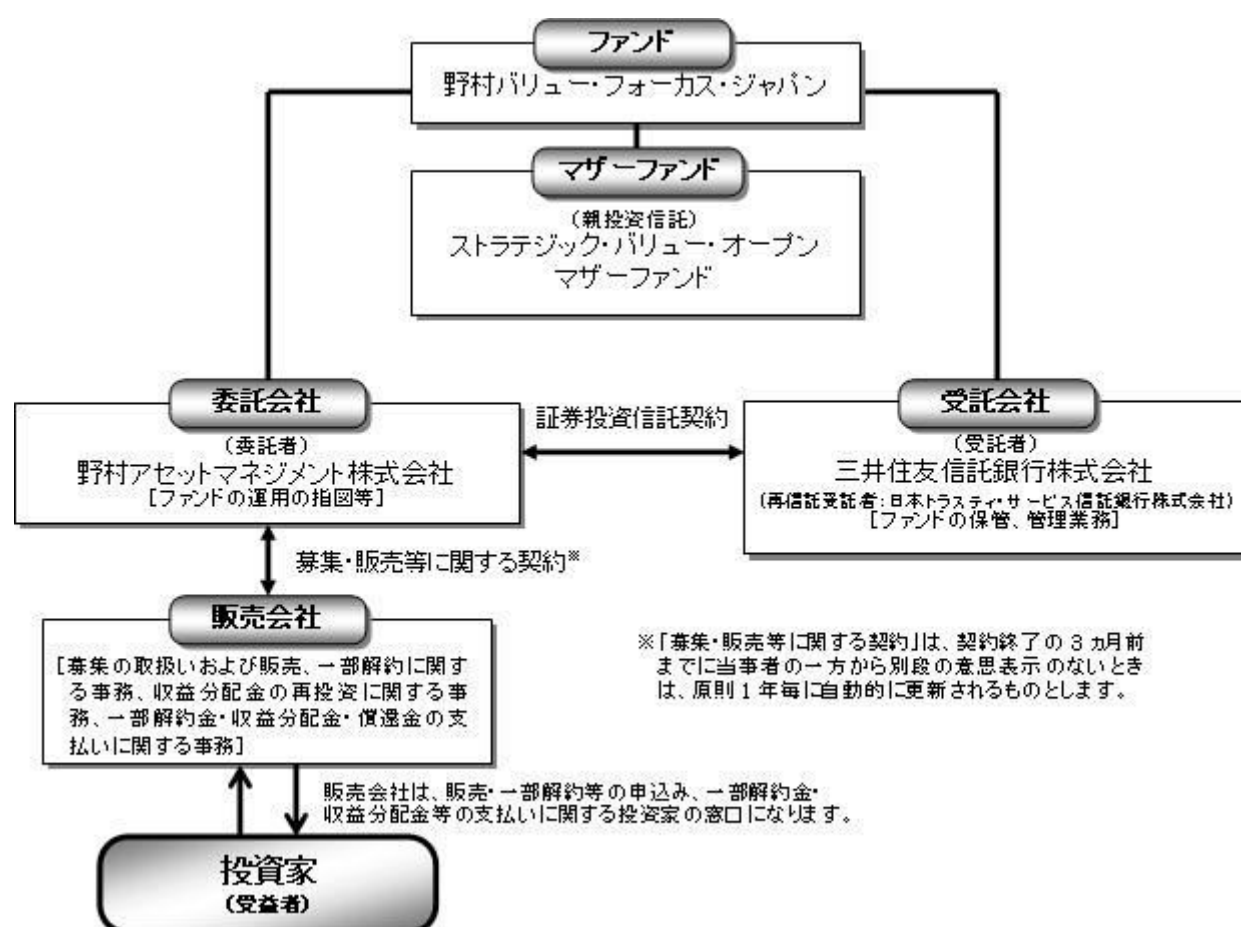 ファンド
野村バリュー・フォーカス・ジャパン
マザーファンド
(親投資信託)
ストラテジック・バリュー・オープン
マザーファンド
委託会社
(委託者)
野村アセットマネジメント株式会社
[ファンドの運用の指図等]
証券投資信託契約
受託会社
(受託者)
三井住友信託銀行株式会社
(再信託受託者:日本トラスティ・サービス信託銀行株式会社)
[ファンドの保管、管理業務]
募集・販売等に関する契約※
販売会社
[募集の取扱いおよび販売、一部解約に関す
る事務、収益分配金の再投資に関する事
務、一部解約金・収益分配金・償還金の支
払いに関する事務]
※「募集・販売等に関する契約」は、契約終了の3ヵ月前
までに当事者の一方から別段の意思表示のないとき
は、原則1年毎に自動的に更新されるものとします。
販売会社は、販売・一部解約等の申込み、一部解約金・
収益分配金等の支払いに関する投資家の窓口になります。
投資家
(受益者)